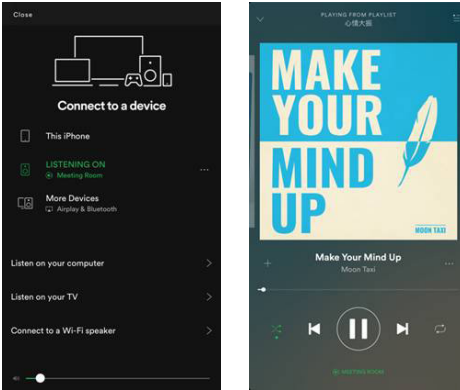 Close
Connect to a device
This iPhone
LISTENING ON
Meeting Room
More Devices
Airplay & Bluetooth
Listen on your computer
Listen on your TV
Connect to a Wi-Fi speaker
PLAYING FROM PLAYLIST
心情大振
MAKE
YOUR
MIND
UP
MOON TAXI
Make Your Mind Up
Moon Taxi
MEETING ROOM